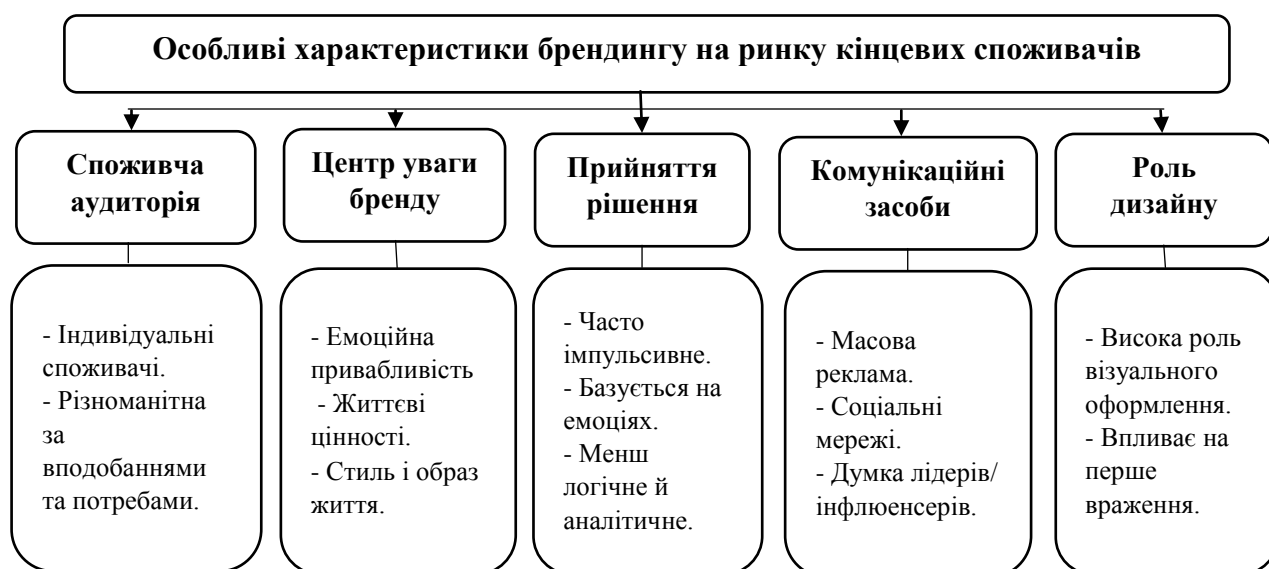 Особливі характеристики брендингу на ринку кінцевих споживачів
Споживча
аудиторія
Центр уваги
бренду
Прийняття
рішення
Комунікаційні
засоби
Роль
дизайну
- Індивідуальні
споживачі.
- Різноманітна
за
вподобаннями
та потребами.
- Емоційна
привабливість
- Життєві
цінності.
- Стиль і образ
життя.
- Часто
імпульсивне.
- Базується на
емоціях.
- Менш
логічне й
аналітичне.
- Масова
реклама.
- Соціальні
мережі.
- Думка лідерів/
інфлюенсерів.
- Висока роль
візуального
оформлення.
- Впливає на
перше
враження.